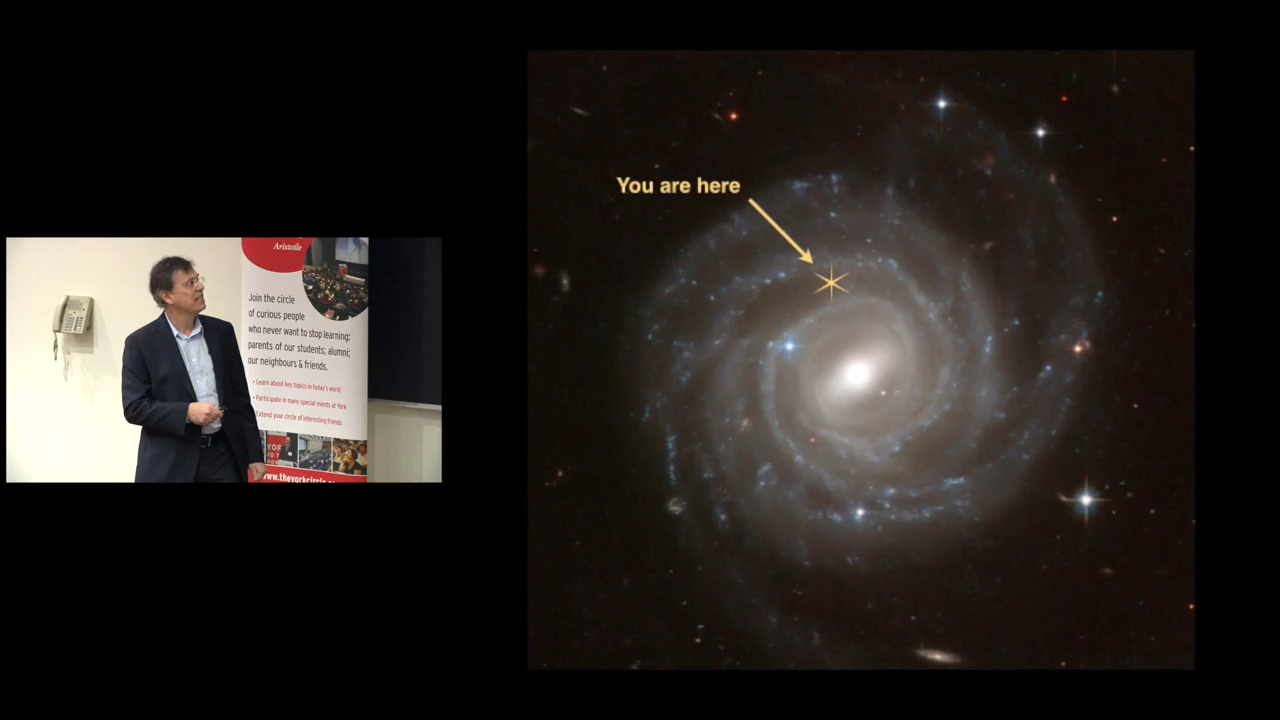 Aristotle
Join the circle
of curious people
who never want to stop learning:
parents of our students; alumni;
our neighbours & friends.
• Learn about key topics in today's world
• Participate in many special events at York
Extend your circle of interesting friends
YOR
TO T
www.theyorkcircle
You are here